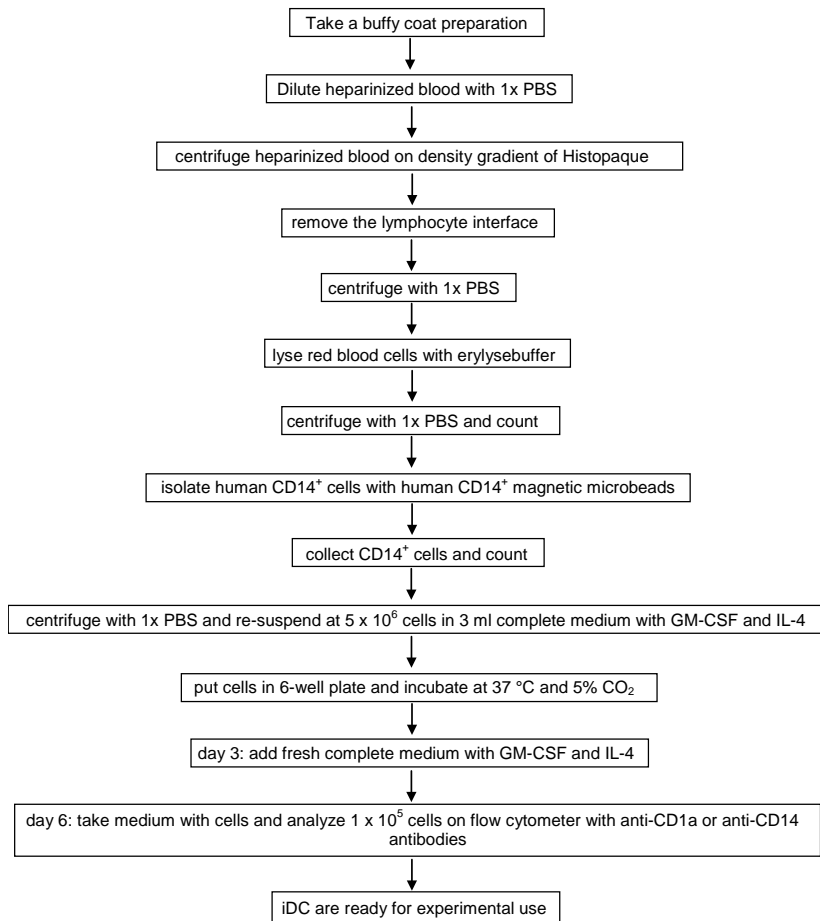 Take a buffy coat preparation
Dilute heparinized blood with 1x PBS
centrifuge heparinized blood on density gradient of Histopaque
remove the lymphocyte interface
centrifuge with 1x PBS
lyse red blood cells with erylysebuffer
centrifuge with 1x PBS and count
isolate human CD14⁺ cells with human CD14⁺ magnetic microbeads
collect CD14⁺ cells and count
centrifuge with 1x PBS and re-suspend at 5 x 10⁶ cells in 3 ml complete medium with GM-CSF and IL-4
put cells in 6-well plate and incubate at 37 °C and 5% CO₂
day 3: add fresh complete medium with GM-CSF and IL-4
day 6: take medium with cells and analyze 1 x 10⁵ cells on flow cytometer with anti-CD1a or anti-CD14
antibodies
iDC are ready for experimental use